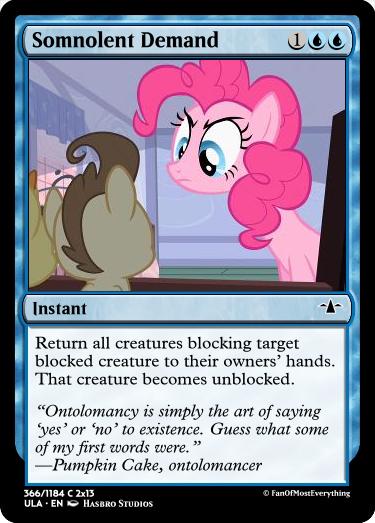 Somnolent Demand 1
Instant
Return all creatures blocking target
blocked creature to their owners’ hands.
That creature becomes unblocked.
“Ontolomancy is simply the art of saying
‘yes’ or ‘no’ to existence. Guess what some
of my first words were.”
—Pumpkin Cake, ontolomancer
366/1184 C 2x13
ULA • EN Hasbro Studios
© FanOfMostEverything